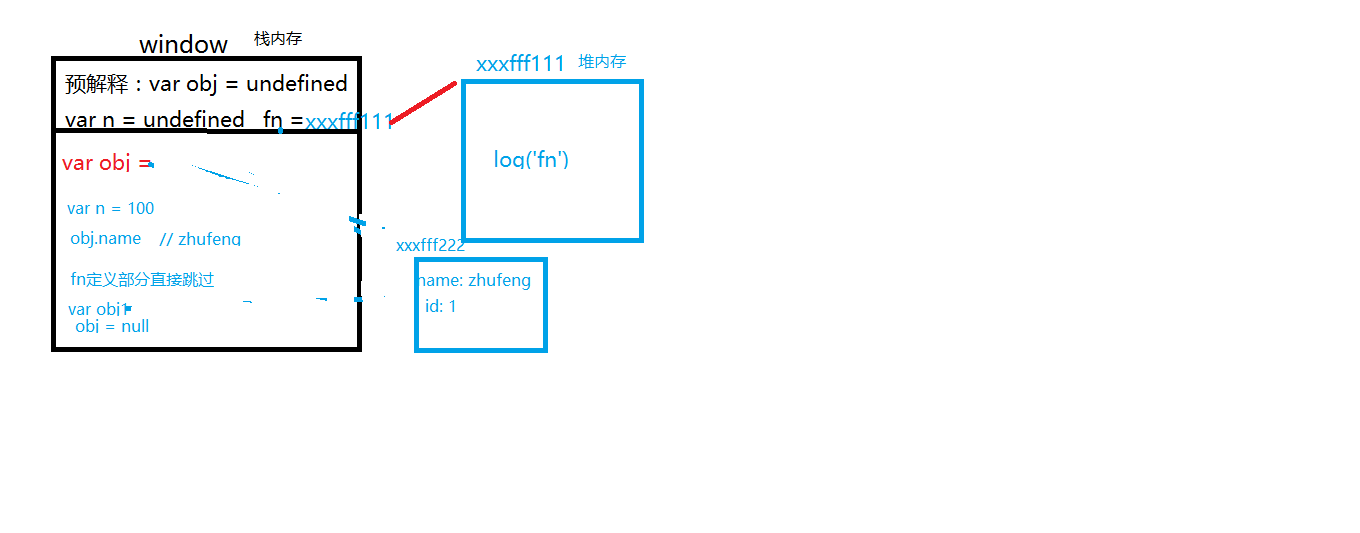 window 栈内存
预解释：var obj = undefined
var n = undefined fn = xxxfff111
var obj =
var n = 100
obj.name // zhufeng
fn定义部分直接跳过
var obj1
obj = null
xxxfff111 堆内存
log('fn')
xxxfff222
name: zhufeng
id: 1